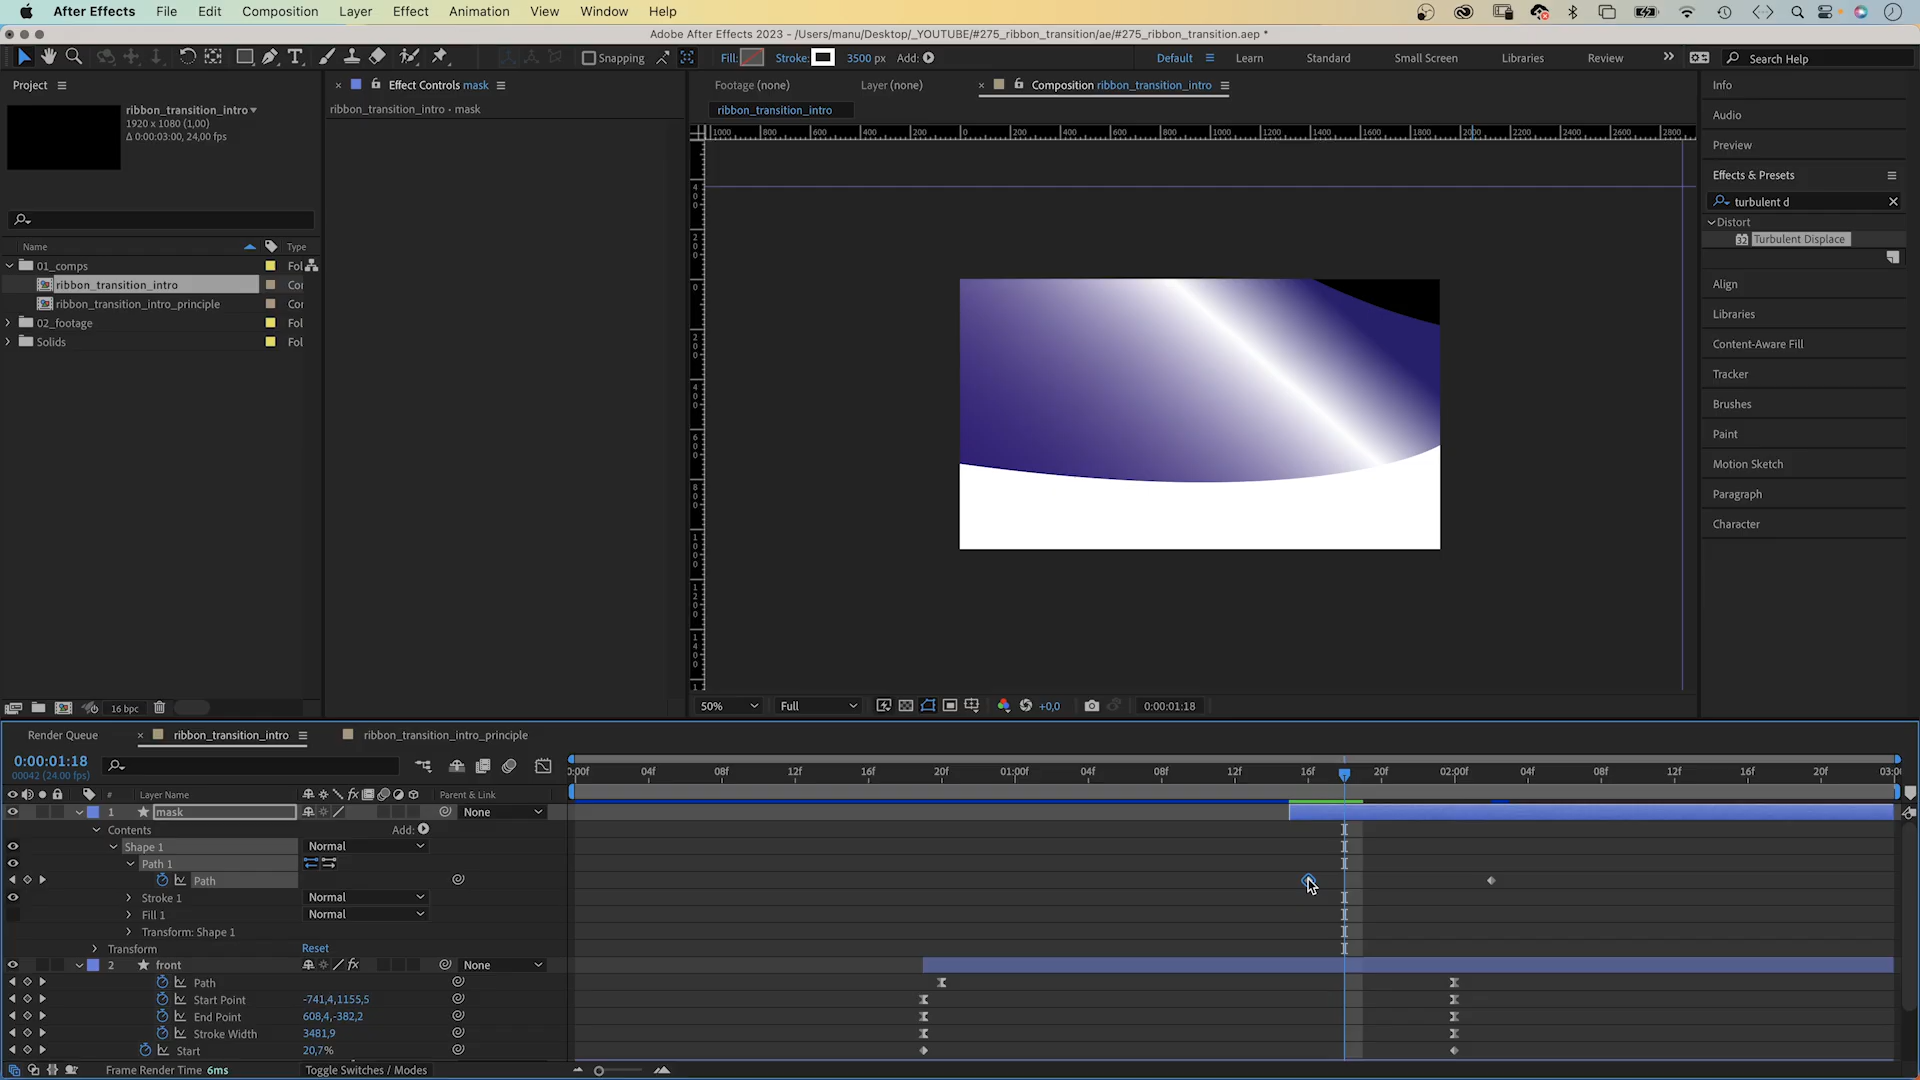 After Effects File Edit Composition Layer Effect Animation View Window Help
Adobe After Effects 2023 - /Users/manu/Desktop/_YOUTUBE/#275_ribbon_transition/ae/#275_ribbon_transition.aep *
Snapping Fill: Stroke: 3500 px Add: Default Learn Standard Small Screen Libraries Review Search Help
Project Effect Controls mask Footage (none) Layer (none) Composition ribbon_transition_intro Info
ribbon_transition_intro
1920 x 1080 (1,00)
Δ 0:00:03:00, 24,00 fps
ribbon_transition_intro · mask
ribbon_transition_intro
1000 800 600 400 200 0 200 400 600 800 1000 1200 1400 1600 1800 2000 2200 2400 2600 2800
Audio
Preview
Effects & Presets
turbulent d
Distort
32 Turbulent Displace
Align
Libraries
Content-Aware Fill
Tracker
Brushes
Paint
Motion Sketch
Paragraph
Character
Name Type
01_comps Fol
ribbon_transition_intro Cor
ribbon_transition_intro_principle Cor
02_footage Fol
Solids Fol
16 bpc
50% Full +0,0 0:00:01:18
Render Queue ribbon_transition_intro ribbon_transition_intro_principle
0:00:01:18
00042 (24.00 fps)
0:00f 04f 08f 12f 16f 20f 01:00f 04f 08f 12f 16f 20f 02:00f 04f 08f 12f 16f 20f 03:00
# Layer Name Parent & Link
1 mask None
Contents Add:
Shape 1 Normal
Path 1
Path
Stroke 1 Normal
Fill 1 Normal
Transform: Shape 1
Transform Reset
2 front None
Path
Start Point -741,4,1155,5
End Point 608,4,-382,2
Stroke Width 3481,9
Start 20,7%
Frame Render Time 6ms Toggle Switches / Modes